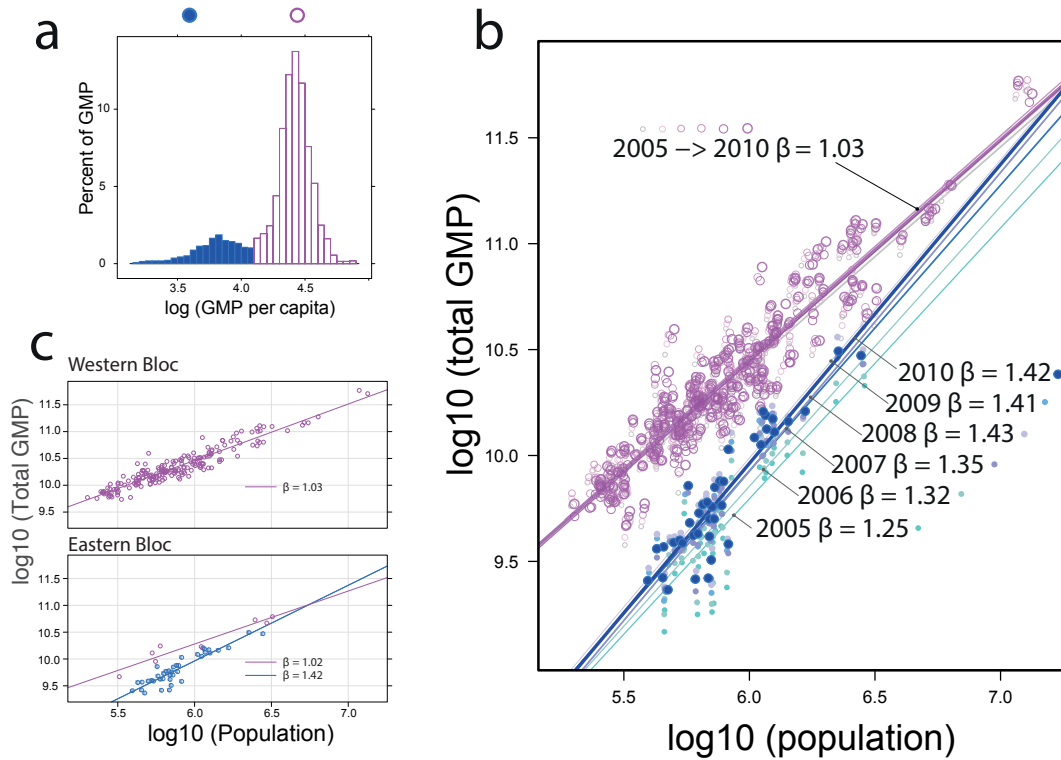 a
Percent of GMP
10
5
0
3.5 4.0 4.5
log (GMP per capita)
b
log10 (total GMP)
11.5
11.0
10.5
10.0
9.5
2005 –> 2010 β = 1.03
2010 β = 1.42
2009 β = 1.41
2008 β = 1.43
2007 β = 1.35
2006 β = 1.32
2005 β = 1.25
5.5 6.0 6.5 7.0
log10 (population)
c
log10 (Total GMP)
Western Bloc
11.5
11.0
10.5
10.0
9.5
β = 1.03
Eastern Bloc
11.5
11.0
10.5
10.0
9.5
β = 1.02
β = 1.42
5.5 6.0 6.5 7.0
log10 (Population)